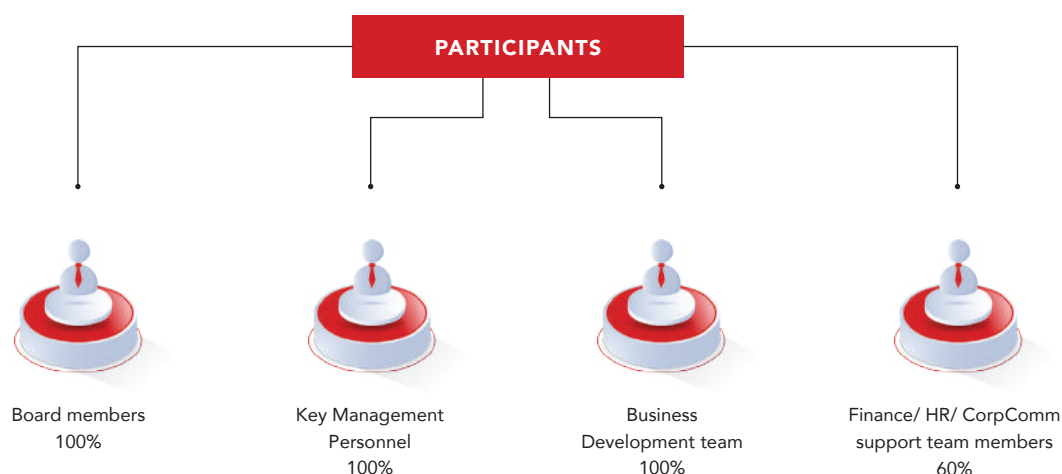 PARTICIPANTS
Board members
100%
Key Management
Personnel
100%
Business
Development team
100%
Finance/ HR/ CorpComm
support team members
60%